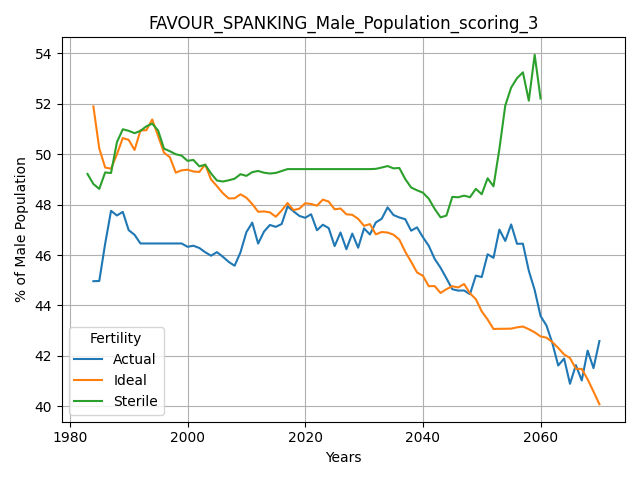 FAVOUR_SPANKING_Male_Population_scoring_3
% of Male Population
54
52
50
48
46
44
42
40
Fertility
Actual
Ideal
Sterile
1980
2000
2020
2040
2060
Years